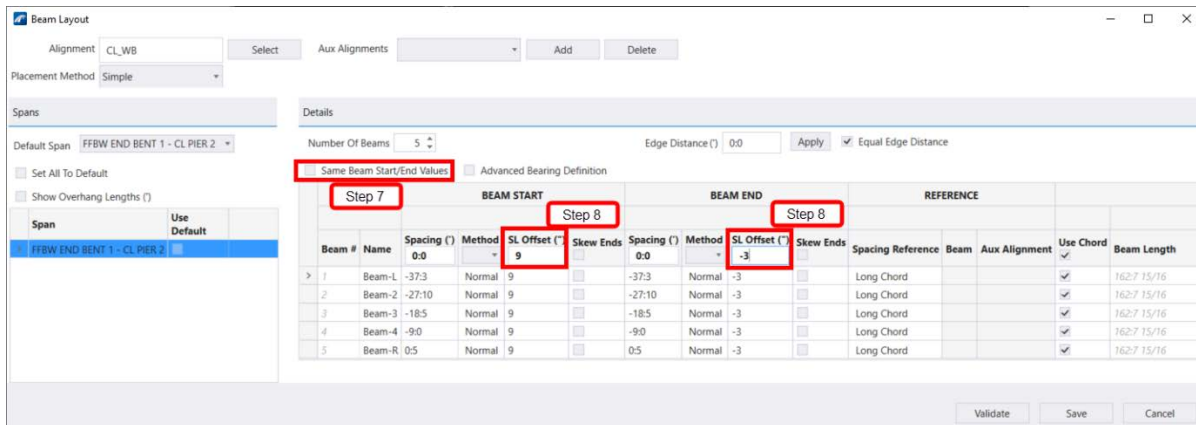 Beam Layout
Alignment CL_WB Select Aux Alignments Add Delete
Placement Method Simple
Spans Details
Default Span FFBW END BENT 1 - CL PIER 2 Number Of Beams 5 Edge Distance (') 0:0 Apply Equal Edge Distance
Set All To Default Same Beam Start/End Values Advanced Bearing Definition
Show Overhang Lengths (') Step 7 BEAM START BEAM END REFERENCE
Step 8 Step 8
Span Use Default
Beam # Name Spacing (') Method SL Offset (") Skew Ends Spacing (') Method SL Offset (") Skew Ends Spacing Reference Beam Aux Alignment Use Chord Beam Length
0:0 9 0:0 -3
FFBW END BENT 1 - CL PIER 2
1 Beam-L -37:3 Normal 9 -37:3 Normal -3 Long Chord 162:7 15/16
2 Beam-2 -27:10 Normal 9 -27:10 Normal -3 Long Chord 162:7 15/16
3 Beam-3 -18:5 Normal 9 -18:5 Normal -3 Long Chord 162:7 15/16
4 Beam-4 -9:0 Normal 9 -9:0 Normal -3 Long Chord 162:7 15/16
5 Beam-R 0:5 Normal 9 0:5 Normal -3 Long Chord 162:7 15/16
Validate Save Cancel